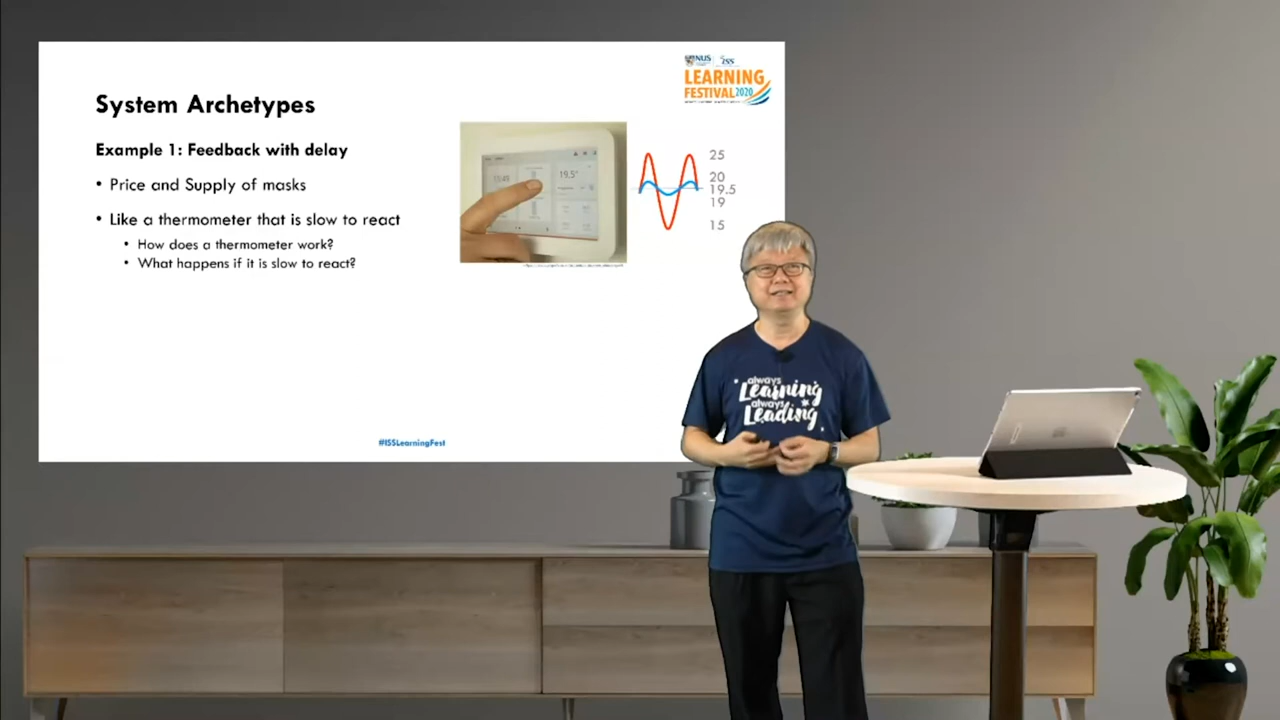 NUS
ISS
LEARNING
FESTIVAL 2020
System Archetypes
Example 1: Feedback with delay
• Price and Supply of masks
• Like a thermometer that is slow to react
• How does a thermometer work?
• What happens if it is slow to react?
19.5°
25
20
19.5
19
15
always
Learning
always
Leading
#ISSLearningFest